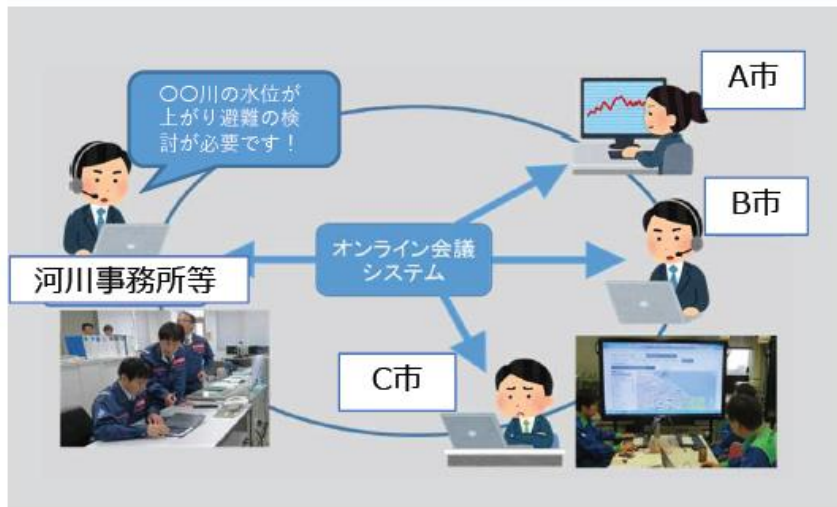 〇〇川の水位が
上がり避難の検
討が必要です！
A市
B市
オンライン会議
システム
河川事務所等
C市